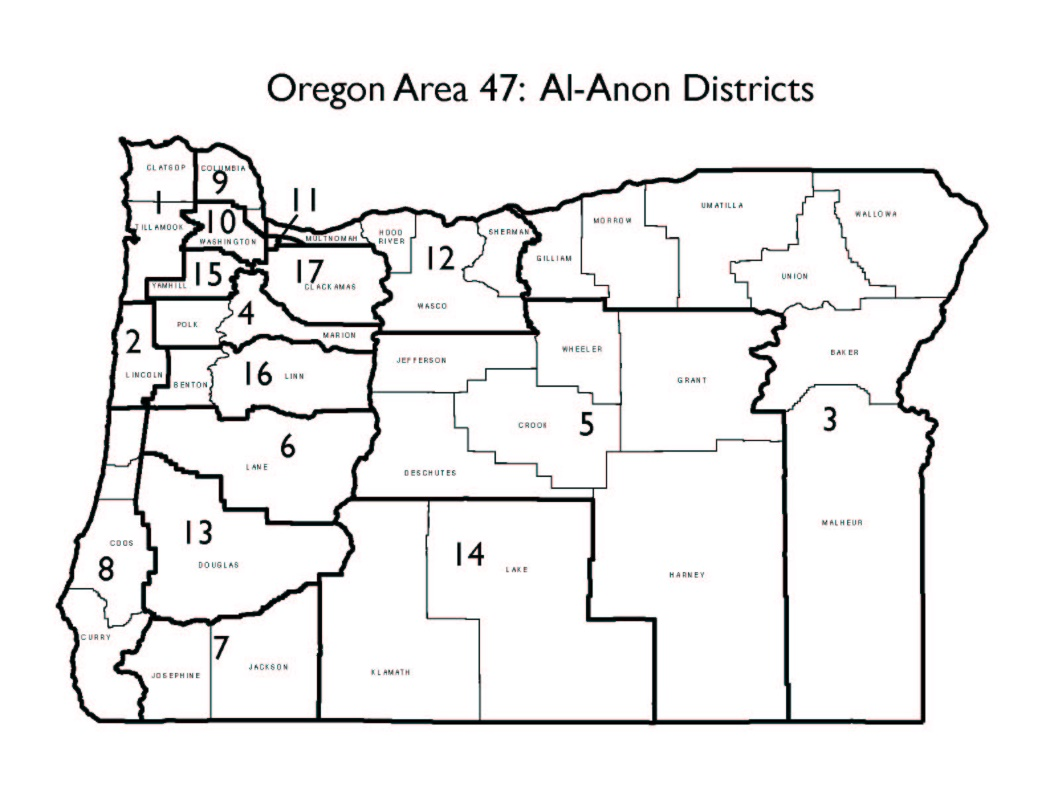 Oregon Area 47: Al-Anon Districts
CLATSOP
COLUMBIA
9
11
1
TILLAMOOK
10
WASHINGTON
MULTNOMAH
HOOD
RIVER
SHERMAN
MORROW
UMATILLA
WALLOWA
GILLIAM
UNION
12
WASCO
15
YAMHILL
17
CLACKAMAS
4
POLK
MARION
2
LINCOLN
BENTON
16
LINN
JEFFERSON
WHEELER
GRANT
BAKER
CROOK
5
3
6
LANE
DESCHUTES
MALHEUR
13
DOUGLAS
COOS
8
14
LAKE
HARNEY
CURRY
7
JOSEPHINE
JACKSON
KLAMATH